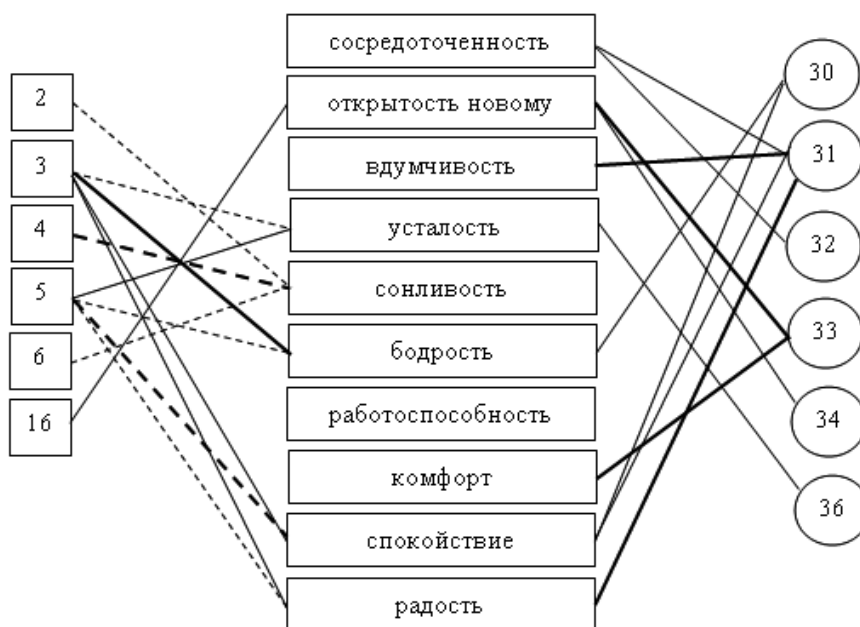 2
3
4
5
6
16
сосредоточенность
открытость новому
вдумчивость
усталость
сонливость
бодрость
работоспособность
комфорт
спокойствие
радость
30
31
32
33
34
36